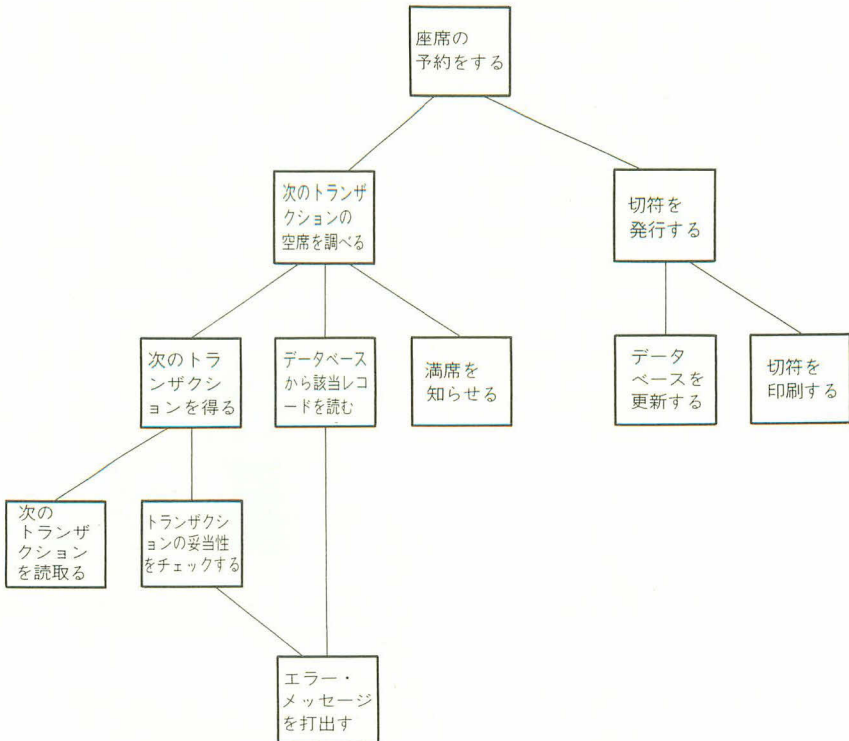 座席の
予約をする
次のトランザ
クションの
空席を調べる
切符を
発行する
次のトラ
ンザクシ
ョンを得る
データベース
から該当レコ
ードを読む
満席を
知らせる
データ
ベースを
更新する
切符を
印刷する
次の
トランザ
クション
を読取る
トランザクシ
ョンの妥当性
をチェックする
エラー・
メッセージ
を打出す